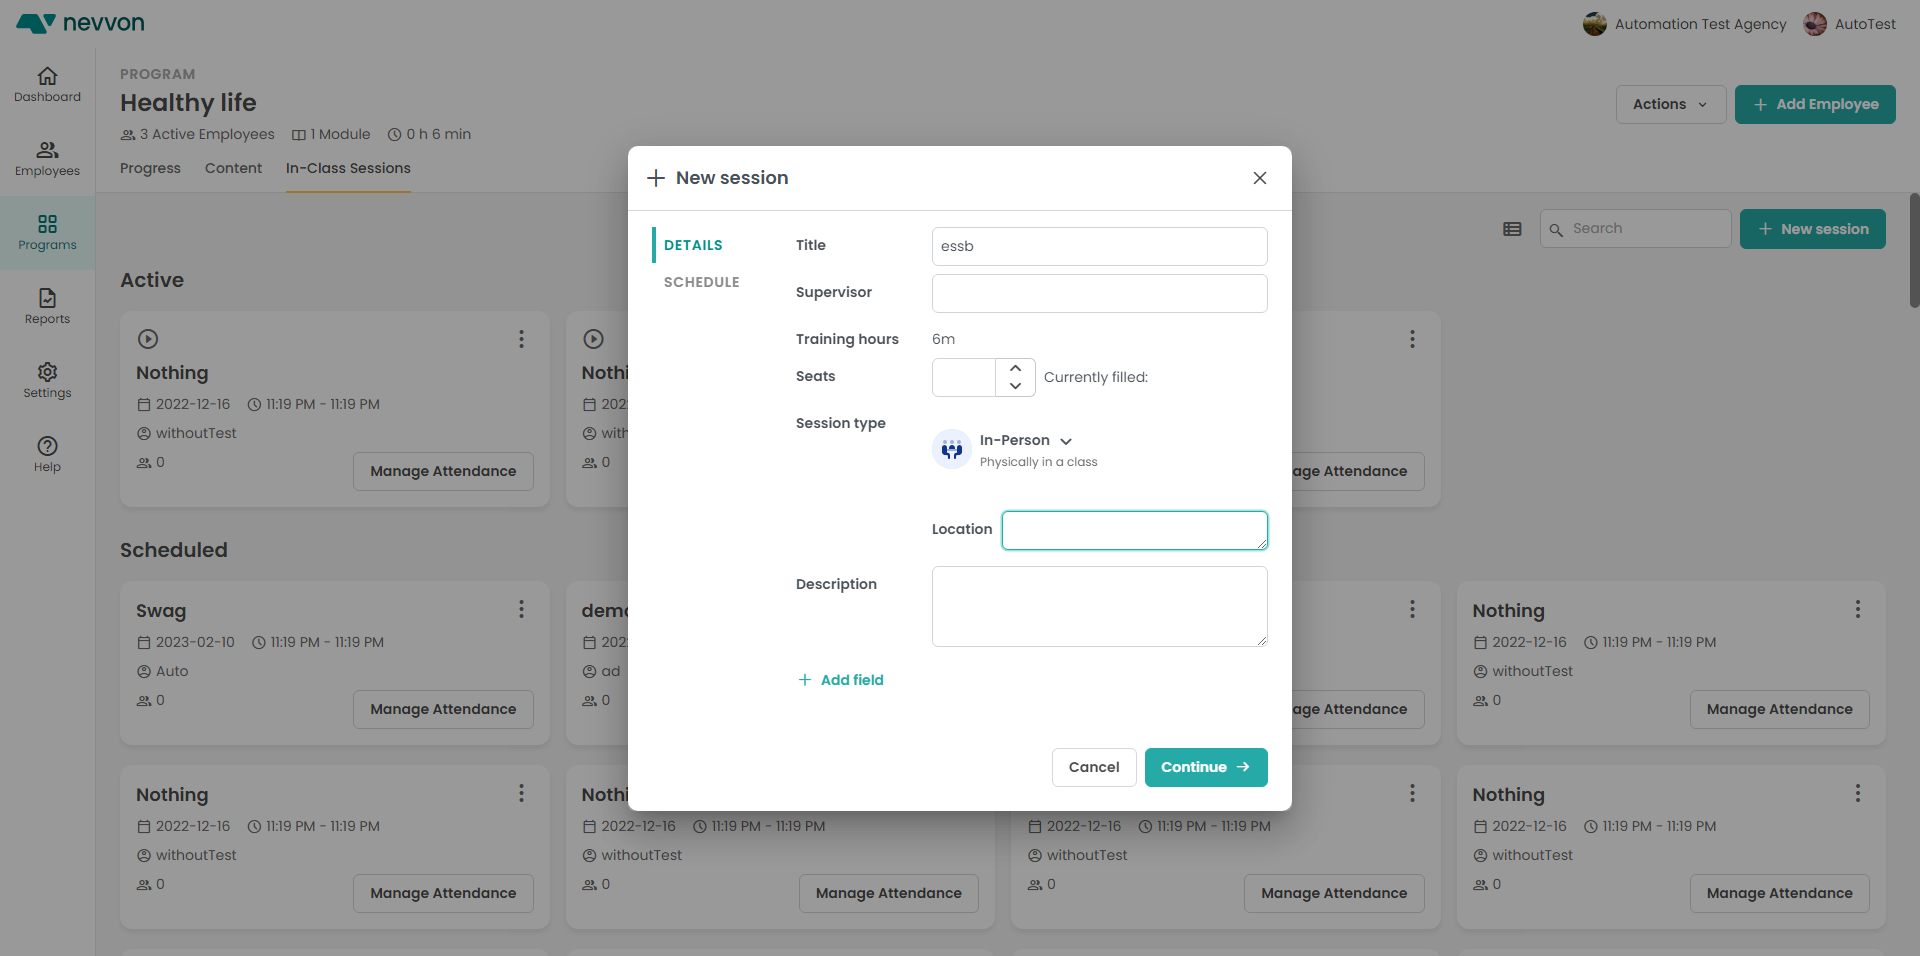 nevvon
Automation Test Agency
AutoTest
Dashboard
Employees
Programs
Reports
Settings
Help
PROGRAM
Healthy life
3 Active Employees 1 Module 0 h 6 min
Actions
Add Employee
Progress Content In-Class Sessions
Search
New session
Active
Nothing
2022-12-16 11:19 PM - 11:19 PM
withoutTest
0
Manage Attendance
Nothi
202
with
0
age Attendance
Scheduled
Swag
2023-02-10 11:19 PM - 11:19 PM
Auto
0
Manage Attendance
demo
202
ad
0
age Attendance
Nothing
2022-12-16 11:19 PM - 11:19 PM
withoutTest
0
Manage Attendance
Nothing
2022-12-16 11:19 PM - 11:19 PM
withoutTest
0
Manage Attendance
Nothi
2022-12-16 11:19 PM - 11:19 PM
withoutTest
0
Manage Attendance
2022-12-16 11:19 PM - 11:19 PM
withoutTest
0
Manage Attendance
Nothing
2022-12-16 11:19 PM - 11:19 PM
withoutTest
0
Manage Attendance
New session
DETAILS
SCHEDULE
Title essb
Supervisor
Training hours 6m
Seats Currently filled:
Session type
In-Person
Physically in a class
Location
Description
Add field
Cancel
Continue